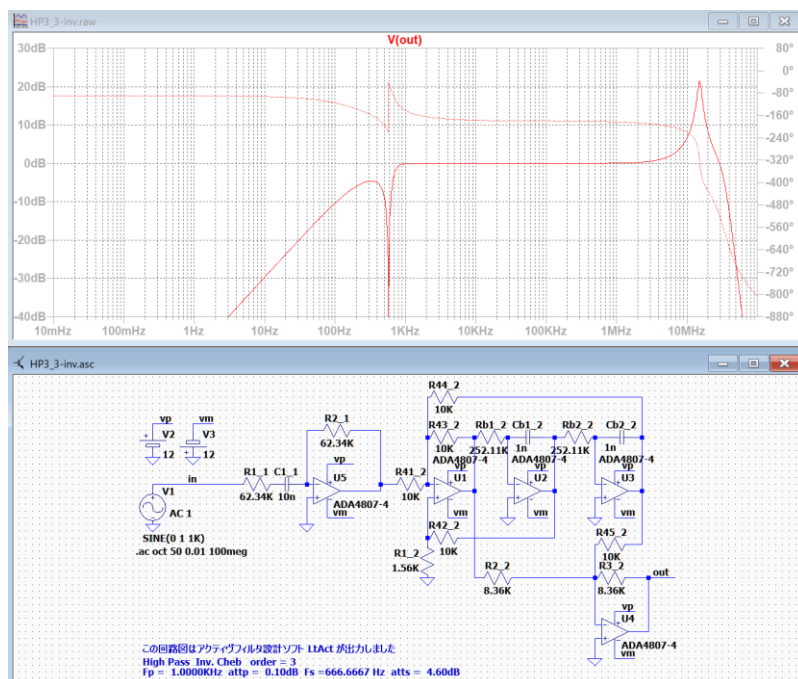 HP3_3-inv.raw
V(out)
30dB
20dB
10dB
0dB
-10dB
-20dB
-30dB
-40dB
80°
0°
-80°
-160°
-240°
-320°
-400°
-480°
-560°
-640°
-720°
-800°
-880°
10mHz 100mHz 1Hz 10Hz 100Hz 1KHz 10KHz 100KHz 1MHz 10MHz
HP3_3-inv.asc
R44_2
10K
vp vm
V2 V3
12 12
R2_1
62.34K
R43_2 Rb1_2 Cb1_2 Rb2_2 Cb2_2
10K 252.11K 1n 252.11K 1n
ADA4807-4 ADA4807-4 ADA4807-4
in
R1_1 C1_1
62.34K 10n
vp
U5
ADA4807-4
vm
R41_2
10K
vp
U1
vm
vp
U2
vm
vp
U3
vm
V1
AC 1
SINE(0 1 1K)
.ac oct 50 0.01 100meg
R42_2
10K
R1_2
1.56K
R45_2
10K
R2_2
8.36K
R3_2
8.36K
out
vp
U4
ADA4807-4
vm
この回路図はアクティヴフィルタ設計ソフト LtAct が出力しました
High Pass Inv. Cheb order = 3
Fp = 1.0000KHz attp = 0.10dB Fs =666.6667 Hz atts = 4.60dB